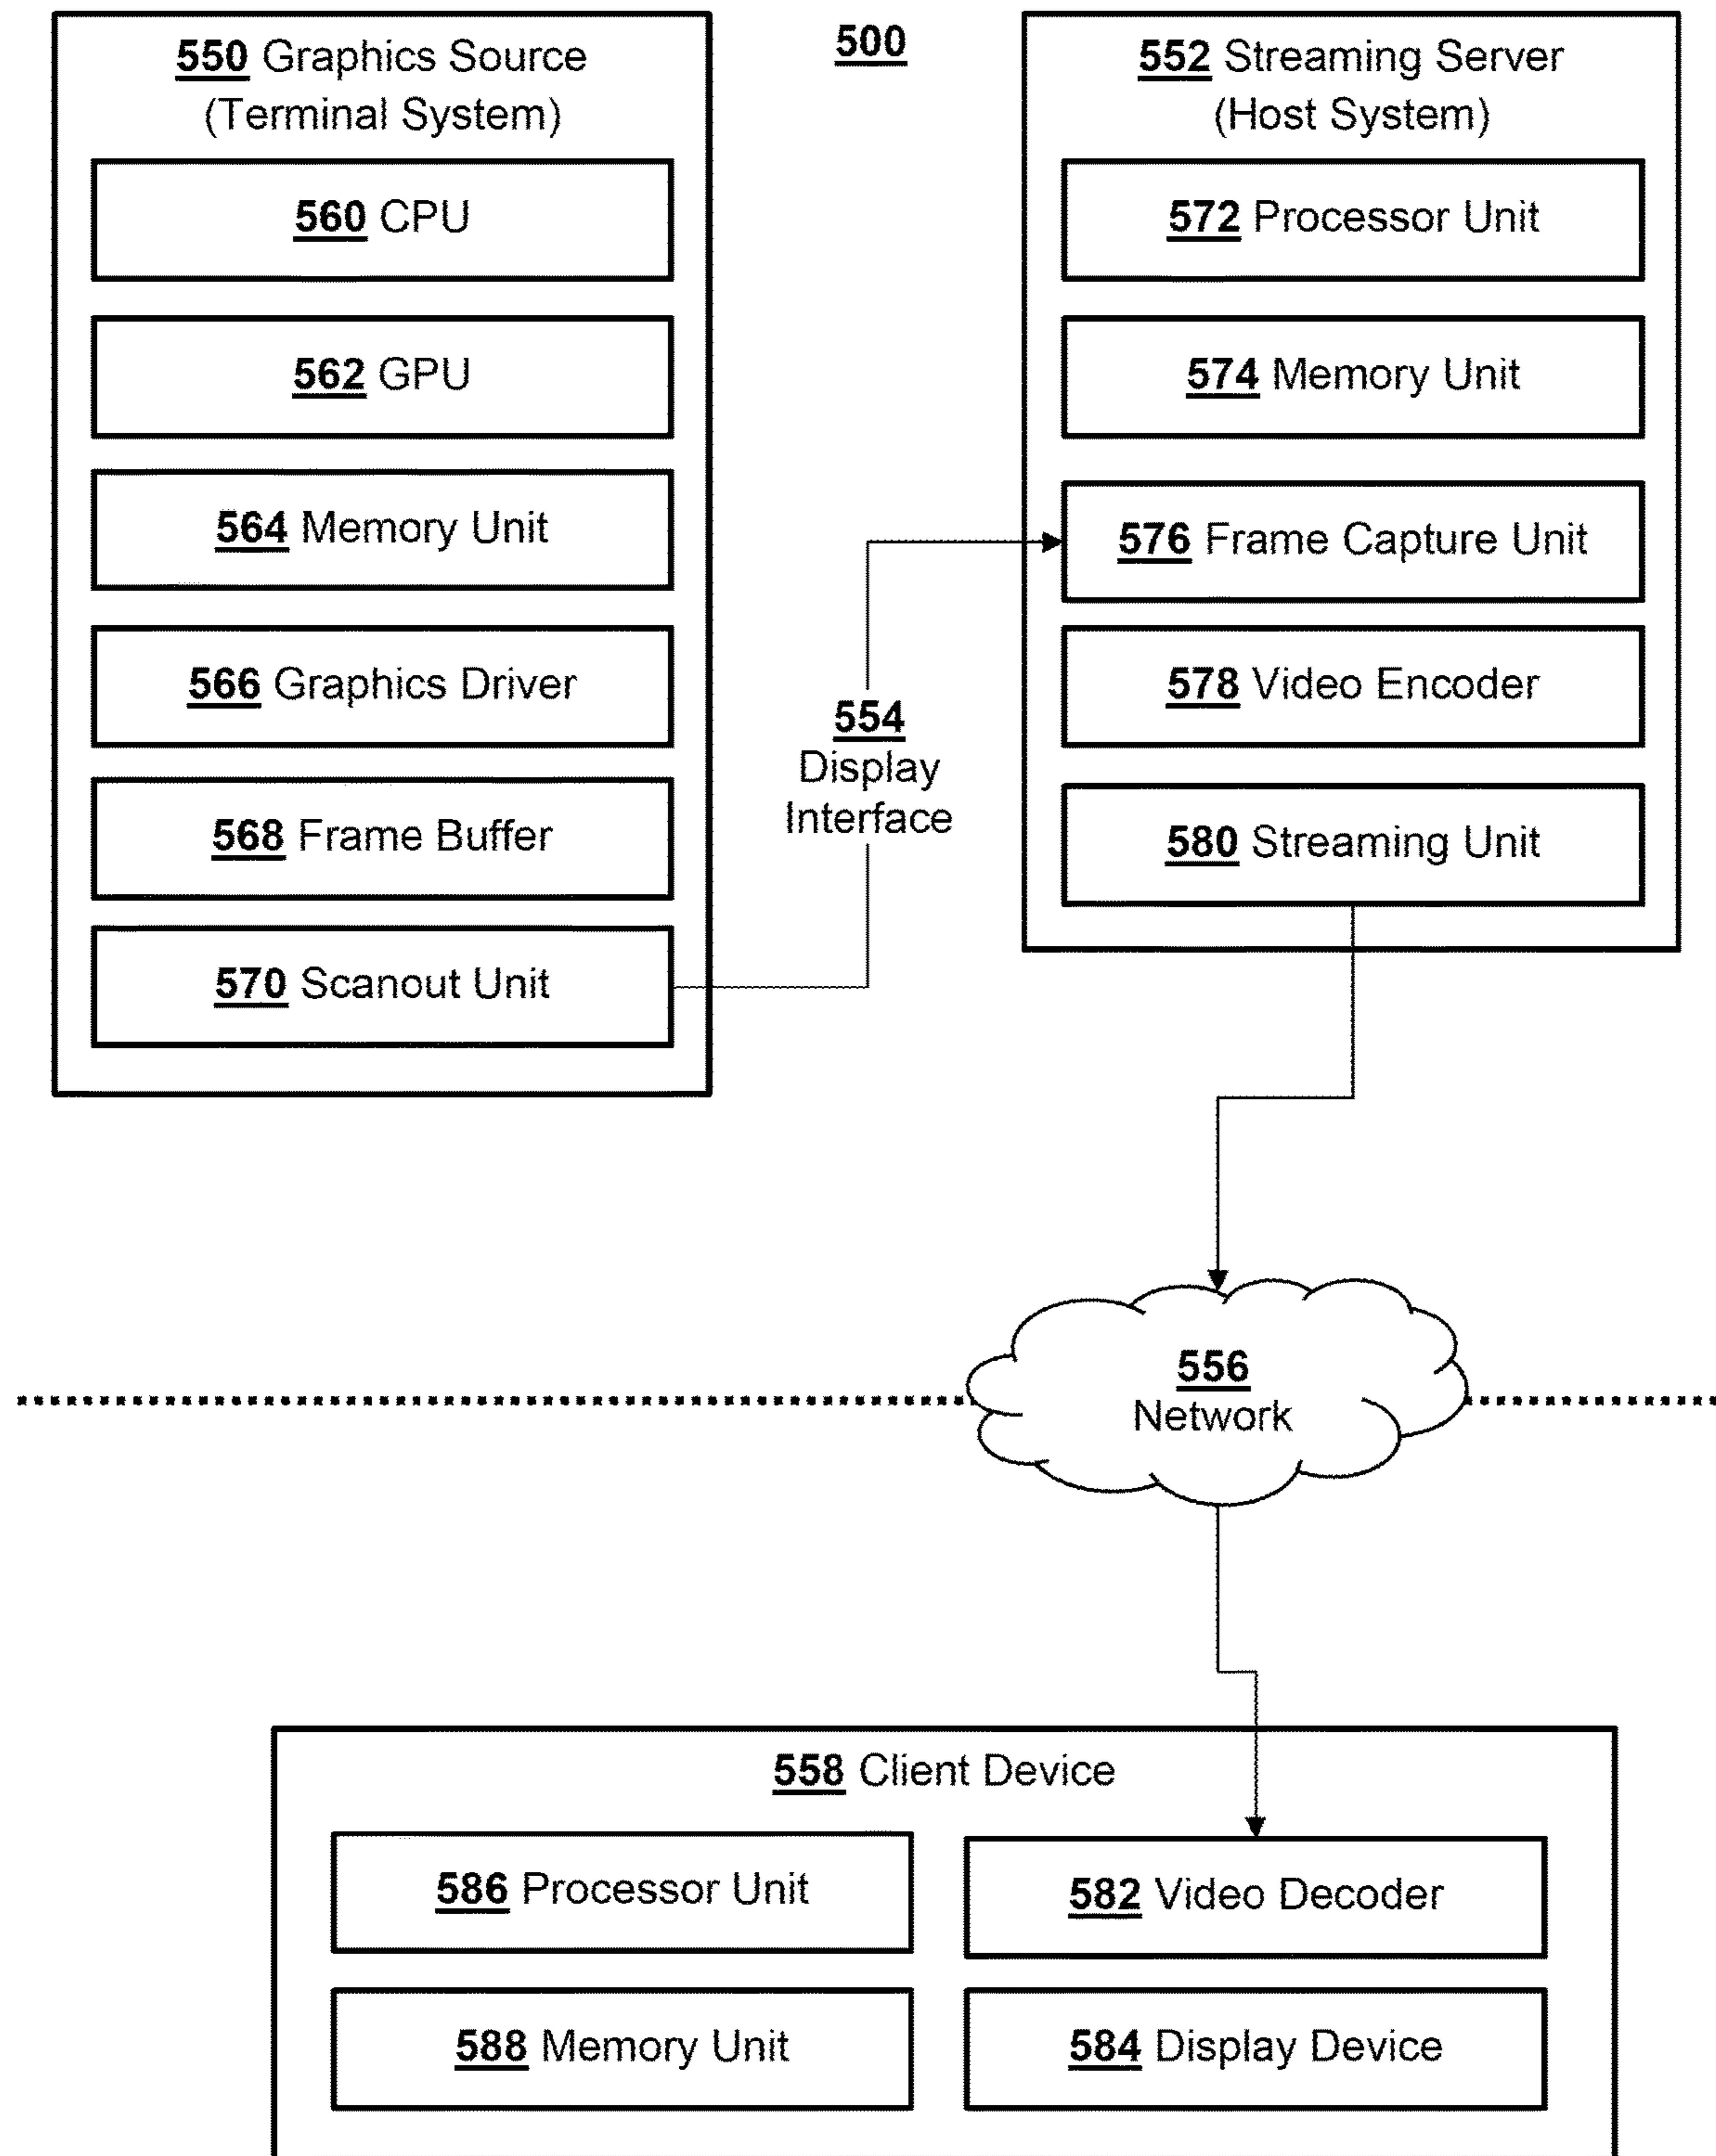 550 Graphics Source
(Terminal System)
560 CPU
562 GPU
564 Memory Unit
566 Graphics Driver
568 Frame Buffer
570 Scanout Unit
500
554
Display
Interface
552 Streaming Server
(Host System)
572 Processor Unit
574 Memory Unit
576 Frame Capture Unit
578 Video Encoder
580 Streaming Unit
556
Network
558 Client Device
586 Processor Unit
582 Video Decoder
588 Memory Unit
584 Display Device